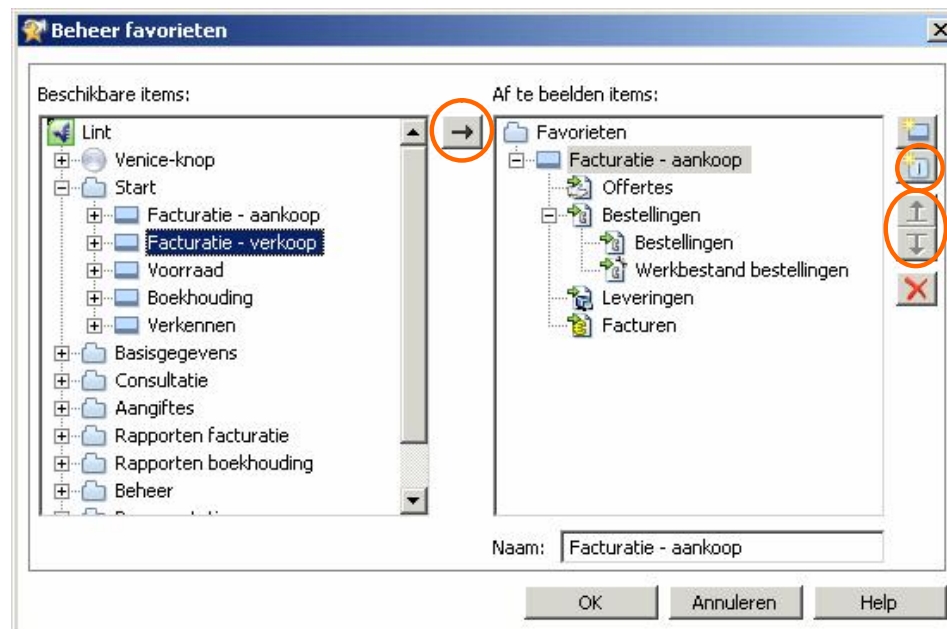 Beheer favorieten
Beschikbare items:
Lint
Venice-knop
Start
Facturatie - aankoop
Facturatie - verkoop
Voorraad
Boekhouding
Verkennen
Basisgegevens
Consultatie
Aangiftes
Rapporten facturatie
Rapporten boekhouding
Beheer
Af te beelden items:
Favorieten
Facturatie - aankoop
Offertes
Bestellingen
Bestellingen
Werkbestand bestellingen
Leveringen
Facturen
Naam: Facturatie - aankoop
OK Annuleren Help